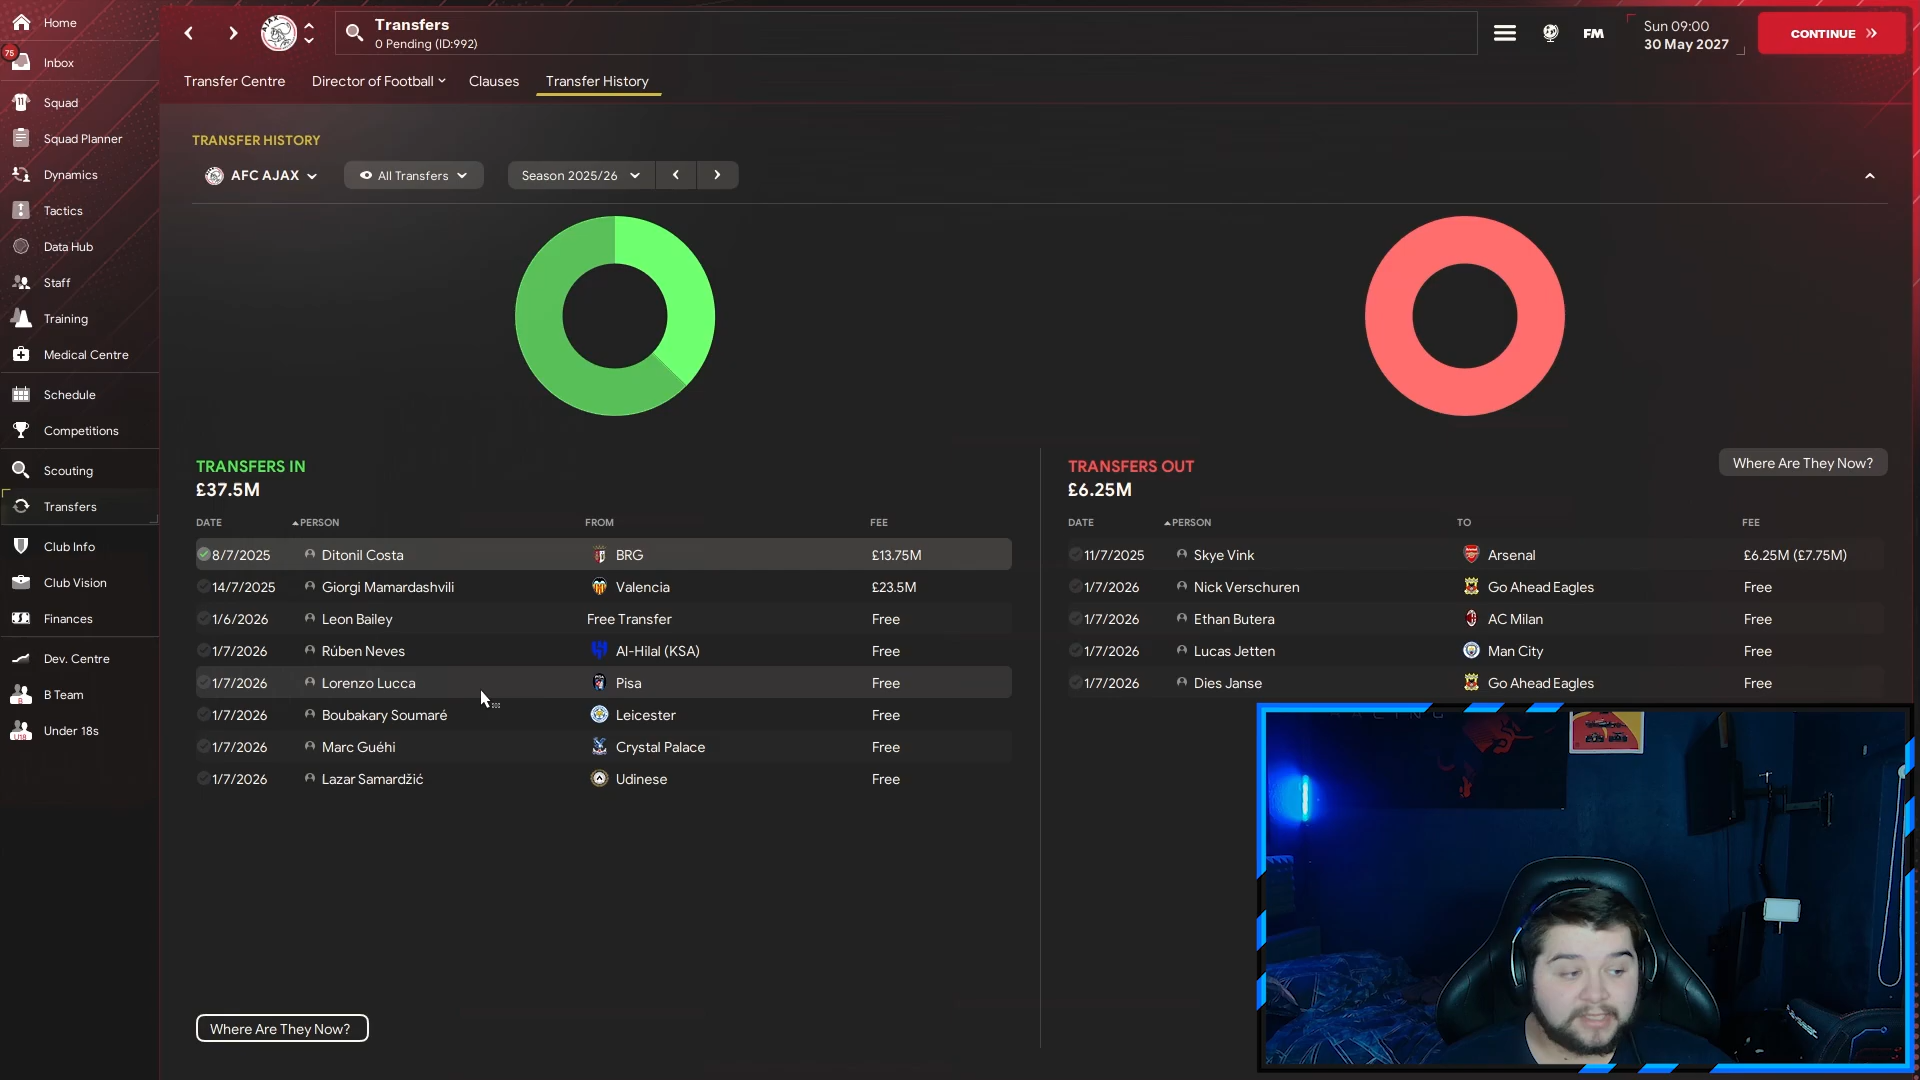 Home
75
Inbox
Squad
Squad Planner
Dynamics
Tactics
Data Hub
Staff
Training
Medical Centre
Schedule
Competitions
Scouting
Transfers
Club Info
Club Vision
Finances
Dev. Centre
B Team
Under 18s
Transfers
0 Pending (ID:992)
FM
Sun 09:00
30 May 2027
CONTINUE
Transfer Centre Director of Football Clauses Transfer History
TRANSFER HISTORY
AFC AJAX All Transfers Season 2025/26
TRANSFERS IN
£37.5M
DATE PERSON FROM FEE
8/7/2025 Ditonil Costa BRG £13.75M
14/7/2025 Giorgi Mamardashvili Valencia £23.5M
1/6/2026 Leon Bailey Free Transfer Free
1/7/2026 Rúben Neves Al-Hilal (KSA) Free
1/7/2026 Lorenzo Lucca Pisa Free
1/7/2026 Boubakary Soumaré Leicester Free
1/7/2026 Marc Guéhi Crystal Palace Free
1/7/2026 Lazar Samardžić Udinese Free
Where Are They Now?
TRANSFERS OUT
£6.25M
Where Are They Now?
DATE PERSON TO FEE
11/7/2025 Skye Vink Arsenal £6.25M (£7.75M)
1/7/2026 Nick Verschuren Go Ahead Eagles Free
1/7/2026 Ethan Butera AC Milan Free
1/7/2026 Lucas Jetten Man City Free
1/7/2026 Dies Janse Go Ahead Eagles Free